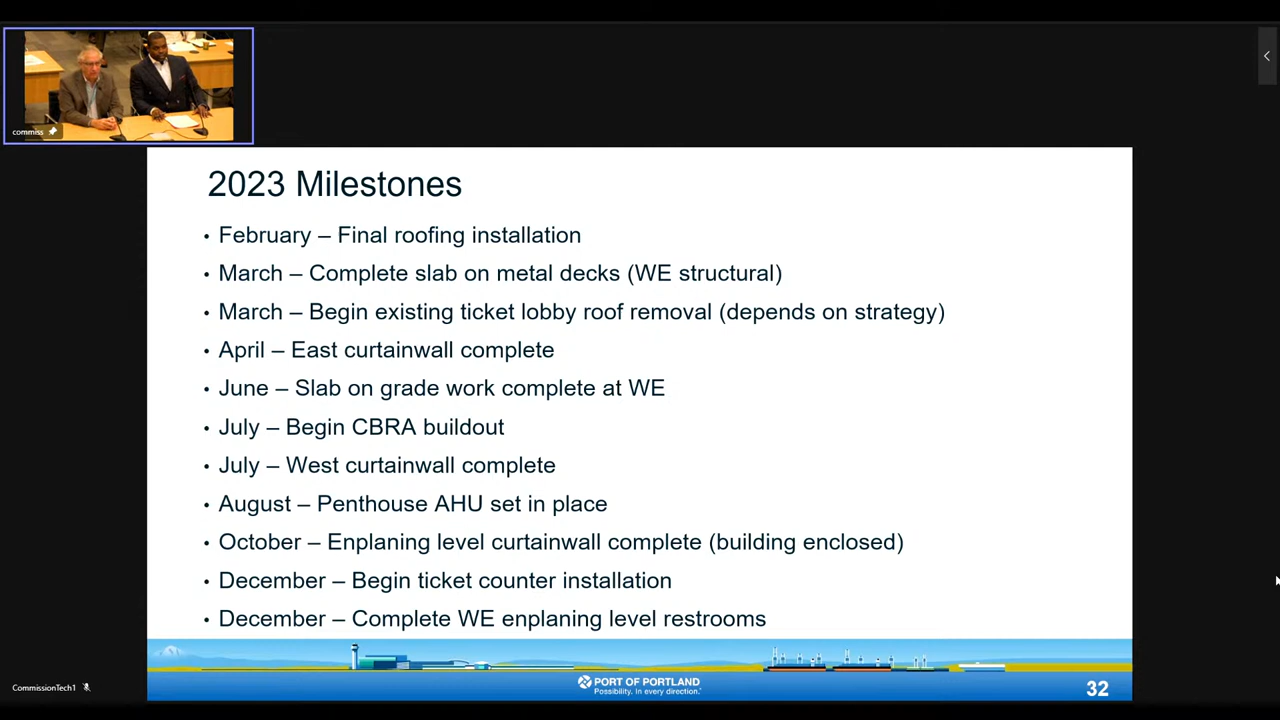 commiss
2023 Milestones
• February – Final roofing installation
• March – Complete slab on metal decks (WE structural)
• March – Begin existing ticket lobby roof removal (depends on strategy)
• April – East curtainwall complete
• June – Slab on grade work complete at WE
• July – Begin CBRA buildout
• July – West curtainwall complete
• August – Penthouse AHU set in place
• October – Enplaning level curtainwall complete (building enclosed)
• December – Begin ticket counter installation
• December – Complete WE enplaning level restrooms
PORT OF PORTLAND
Possibility. In every direction.
32
CommissionTech1